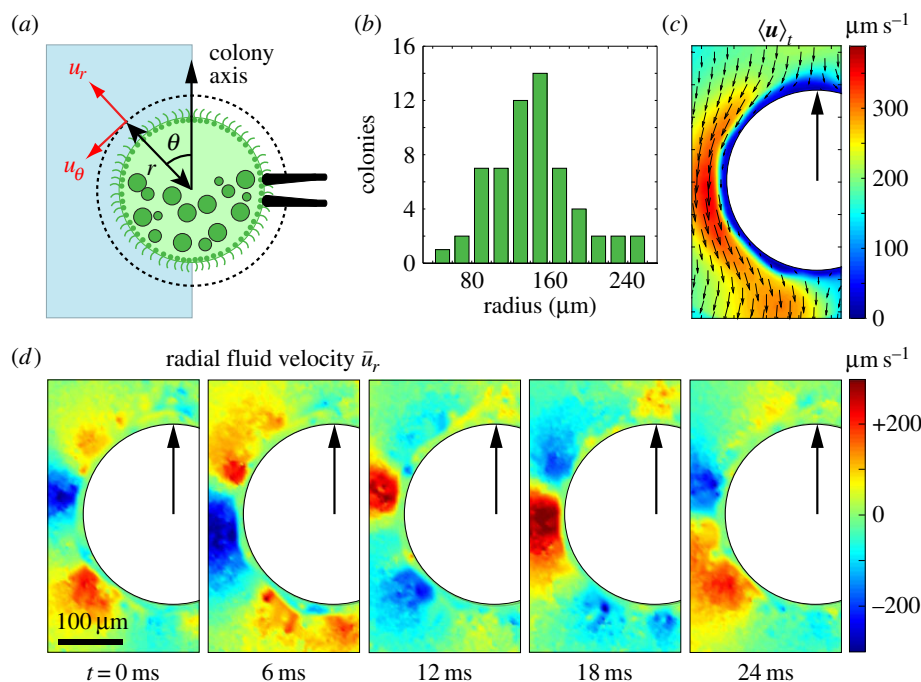 (a)
colony
axis
u_r
u_θ
r
θ
(b)
16
12
8
4
0
colonies
80
160
240
radius (µm)
(c)
⟨u⟩_t
µm s⁻¹
300
200
100
0
(d)
radial fluid velocity ū_r
µm s⁻¹
+200
+100
0
−100
−200
100 µm
t = 0 ms
6 ms
12 ms
18 ms
24 ms